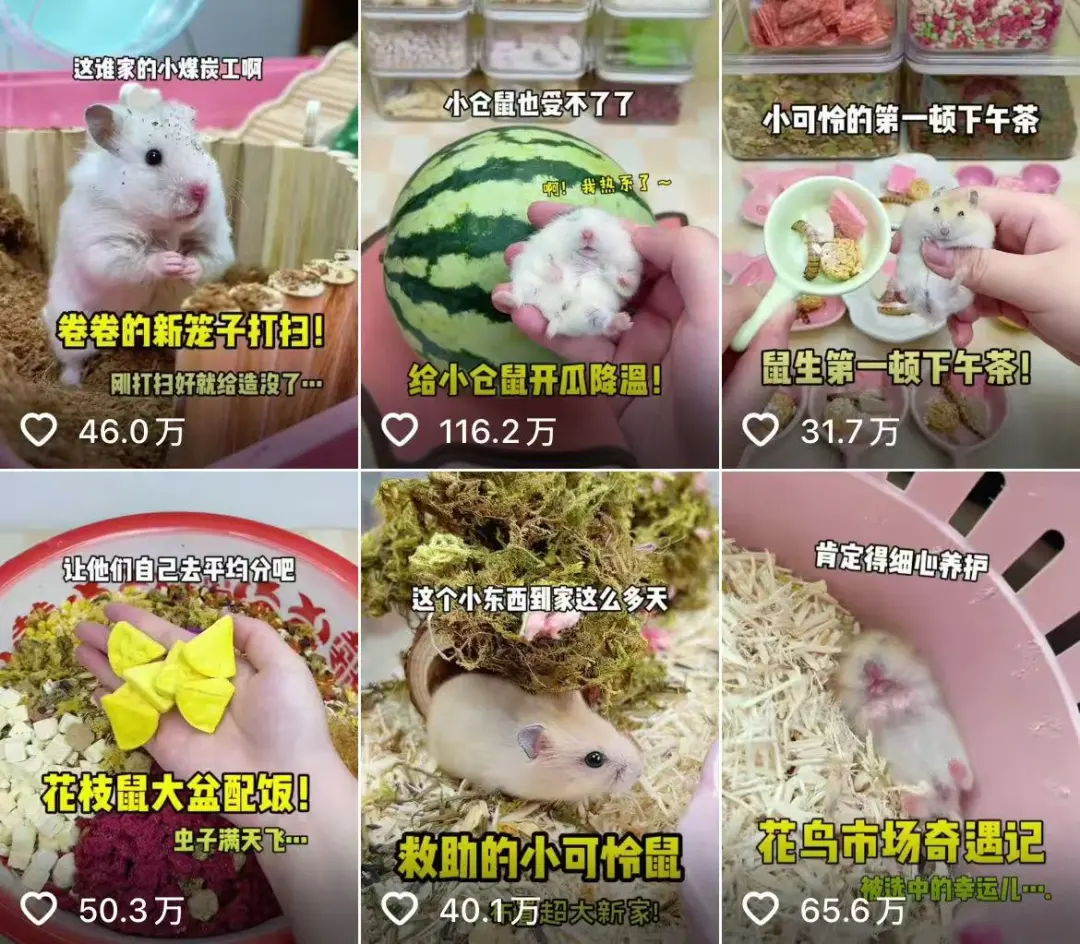 这谁家的小煤炭工啊
卷卷的新笼子打扫!
刚打扫好就给造没了…
46.0万
小仓鼠也受不了了
啊! 我热系了～
给小仓鼠开瓜降温!
116.2万
小可怜的第一顿下午茶
鼠生第一顿下午茶!
31.7万
让他们自己去平均分吧
花枝鼠大盆配饭!
虫子满天飞…
50.3万
这个小东西到家这么多天
救助的小可怜鼠
超大新家!
40.1万
肯定得细心养护
花鸟市场奇遇记
被选中的幸运儿….
65.6万